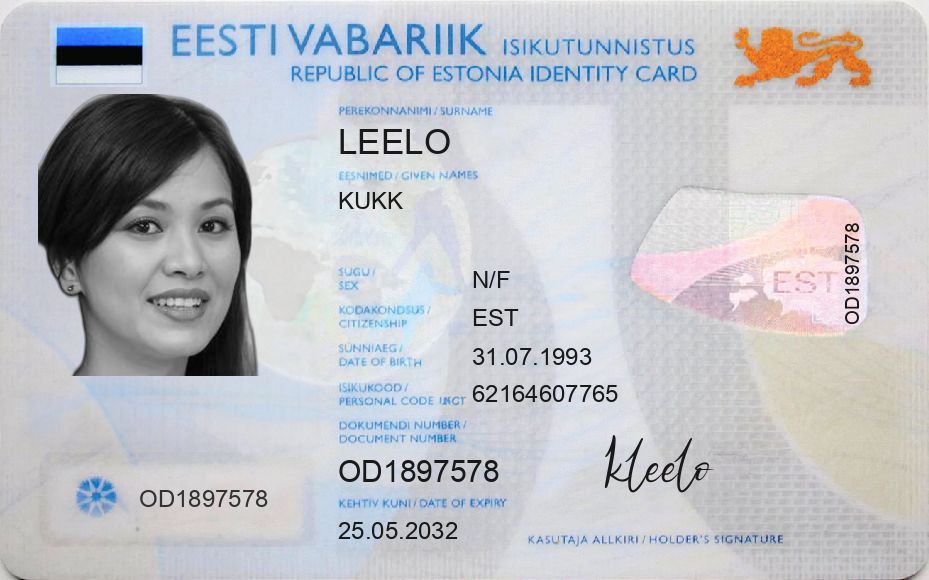 EESTI VABARIIK ISIKUTUNNISTUS
REPUBLIC OF ESTONIA IDENTITY CARD
PEREKONNANIMI / SURNAME
LEELO
EESNIMED / GIVEN NAMES
KUKK
SUGU /
SEX
N/F
KODAKONDSUS /
CITIZENSHIP
EST
SÜNNIAEG /
DATE OF BIRTH
31.07.1993
ISIKUKOOD /
PERSONAL CODE
62164607765
DOKUMENDI NUMBER /
DOCUMENT NUMBER
OD1897578
KEHTIV KUNI / DATE OF EXPIRY
25.05.2032
OD1897578
EST
OD1897578
kleelo
KASUTAJA ALLKIRI / HOLDER'S SIGNATURE